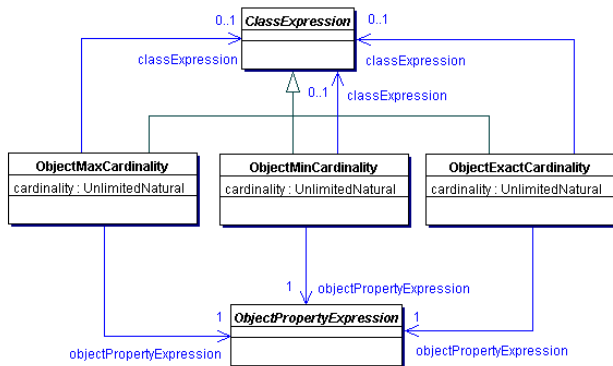 ClassExpression
0..1
0..1
classExpression
classExpression
0..1
classExpression
ObjectMaxCardinality
cardinality : UnlimitedNatural
ObjectMinCardinality
cardinality : UnlimitedNatural
ObjectExactCardinality
cardinality : UnlimitedNatural
1
objectPropertyExpression
1
ObjectPropertyExpression
1
objectPropertyExpression
objectPropertyExpression